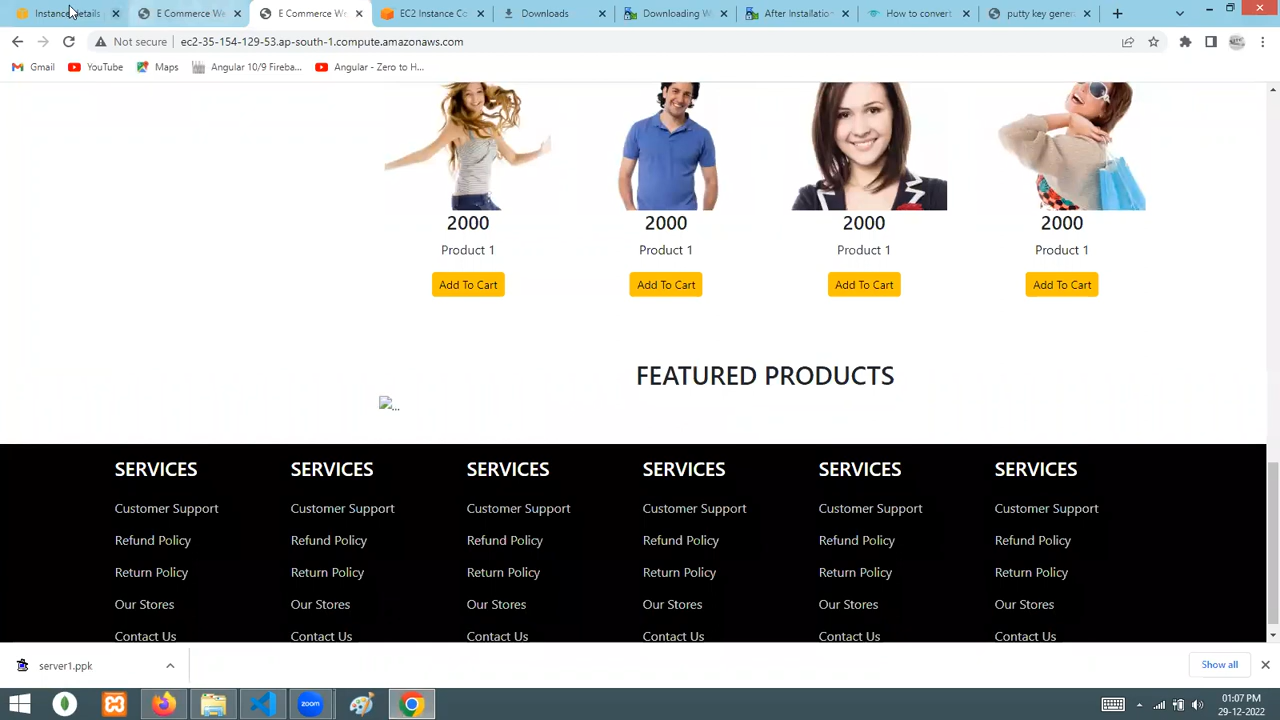 Instance details
E Commerce We
E Commerce We
EC2 Instance Co
Downloads
Downloading W
After Installation
How to convert
putty key gener
Not secure
ec2-35-154-129-53.ap-south-1.compute.amazonaws.com
Gmail
YouTube
Maps
Angular 10/9 Fireba...
Angular - Zero to H...
2000
2000
2000
2000
Product 1
Product 1
Product 1
Product 1
Add To Cart
Add To Cart
Add To Cart
Add To Cart
FEATURED PRODUCTS
...
SERVICES
SERVICES
SERVICES
SERVICES
SERVICES
SERVICES
Customer Support
Customer Support
Customer Support
Customer Support
Customer Support
Customer Support
Refund Policy
Refund Policy
Refund Policy
Refund Policy
Refund Policy
Refund Policy
Return Policy
Return Policy
Return Policy
Return Policy
Return Policy
Return Policy
Our Stores
Our Stores
Our Stores
Our Stores
Our Stores
Our Stores
Contact Us
Contact Us
Contact Us
Contact Us
Contact Us
Contact Us
server1.ppk
Show all
zoom
01:07 PM
29-12-2022